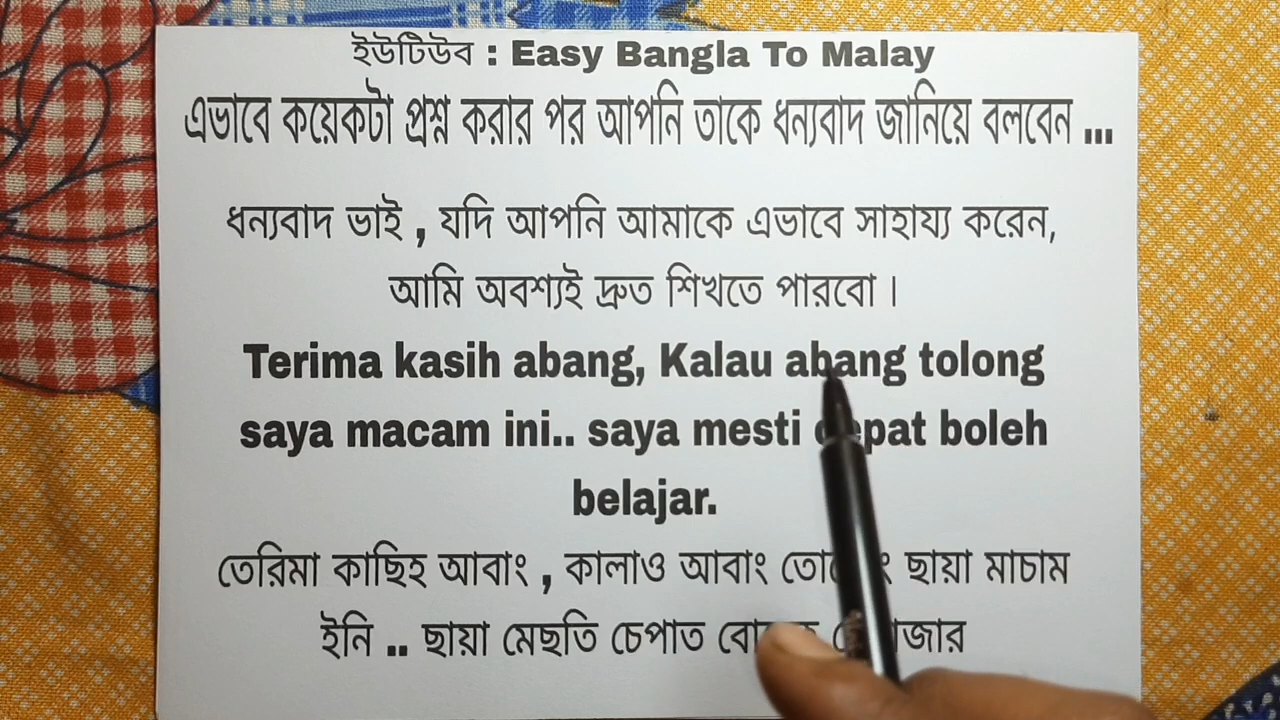 ইউটিউব : Easy Bangla To Malay
এভাবে কয়েকটা প্রশ্ন করার পর আপনি তাকে ধন্যবাদ জানিয়ে বলবেন ...
ধন্যবাদ ভাই , যদি আপনি আমাকে এভাবে সাহায্য করেন,
আমি অবশ্যই দ্রুত শিখতে পারবো ।
Terima kasih abang, Kalau abang tolong
saya macam ini.. saya mesti cepat boleh
belajar.
তেরিমা কাছিহ আবাং , কালাও আবাং ছায়া মাচাম
ইনি .. ছায়া মেছতি চেপাত